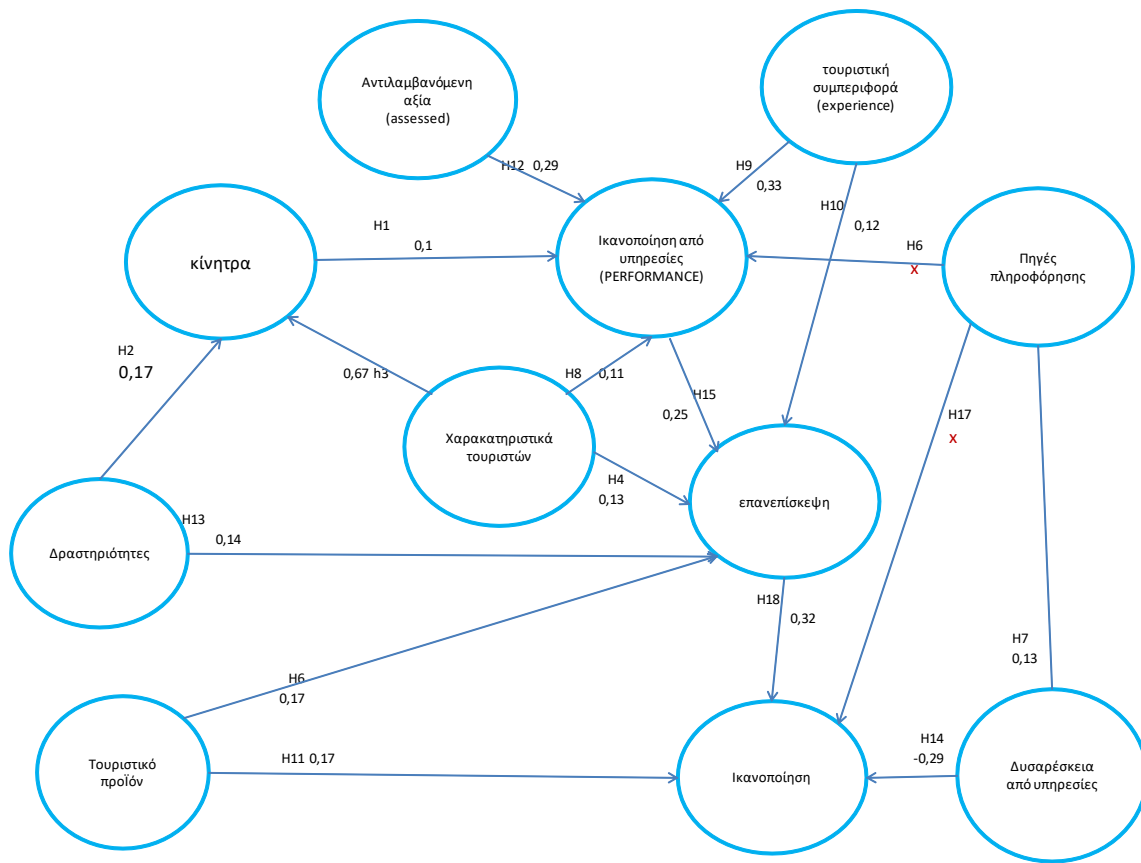 Αντιλαμβανόμενη
αξία
(assessed)
τουριστική
συμπεριφορά
(experience)
H12 0,29
H9
0,33
H10
0,12
κίνητρα
H1
0,1
Ικανοποίηση από
υπηρεσίες
(PERFORMANCE)
H6
X
Πηγές
πληροφόρησης
H2
0,17
0,67 h3
H8
0,11
H15
0,25
Χαρακατηριστικά
τουριστών
H4
0,13
H17
X
επανεπίσκεψη
Δραστηριότητες
H13
0,14
H18
0,32
H7
0,13
H6
0,17
Τουριστικό
προϊόν
H11 0,17
Ικανοποίηση
H14
-0,29
Δυσαρέσκεια
από υπηρεσίες